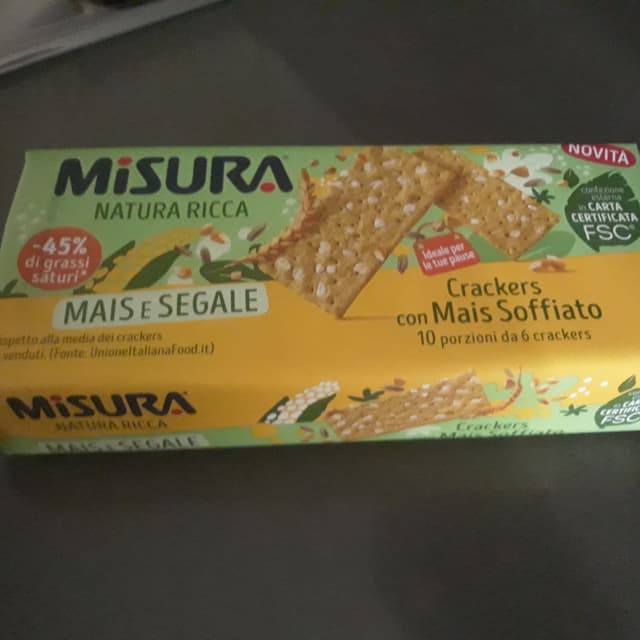 MiSURA
NATURA RICCA
-45%
di grassi
saturi*
MAIS E SEGALE
rispetto alla media dei crackers
venduti. (Fonte: UnioneItalianaFood.it)
NOVITÀ
confezione
esterna
in CARTA
CERTIFICATA
FSC
Ideale per
le tue pause
Crackers
con Mais Soffiato
10 porzioni da 6 crackers
MiSURA
NATURA RICCA
MAIS E SEGALE
Crackers
Mais Soffiato
CERTIFICATA
FSC